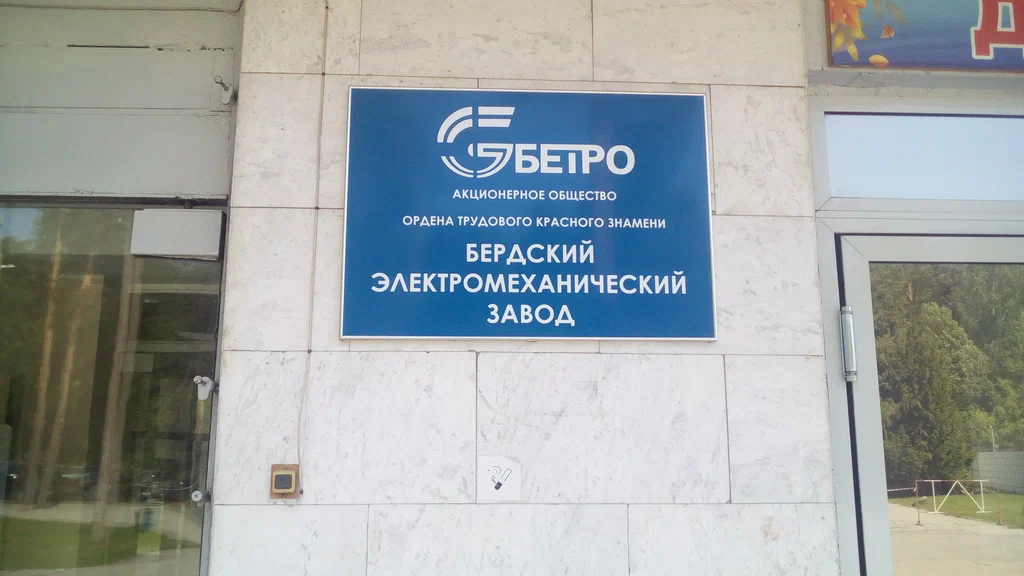 БЕТРО
АКЦИОНЕРНОЕ ОБЩЕСТВО
ОРДЕНА ТРУДОВОГО КРАСНОГО ЗНАМЕНИ
БЕРДСКИЙ
ЭЛЕКТРОМЕХАНИЧЕСКИЙ
ЗАВОД